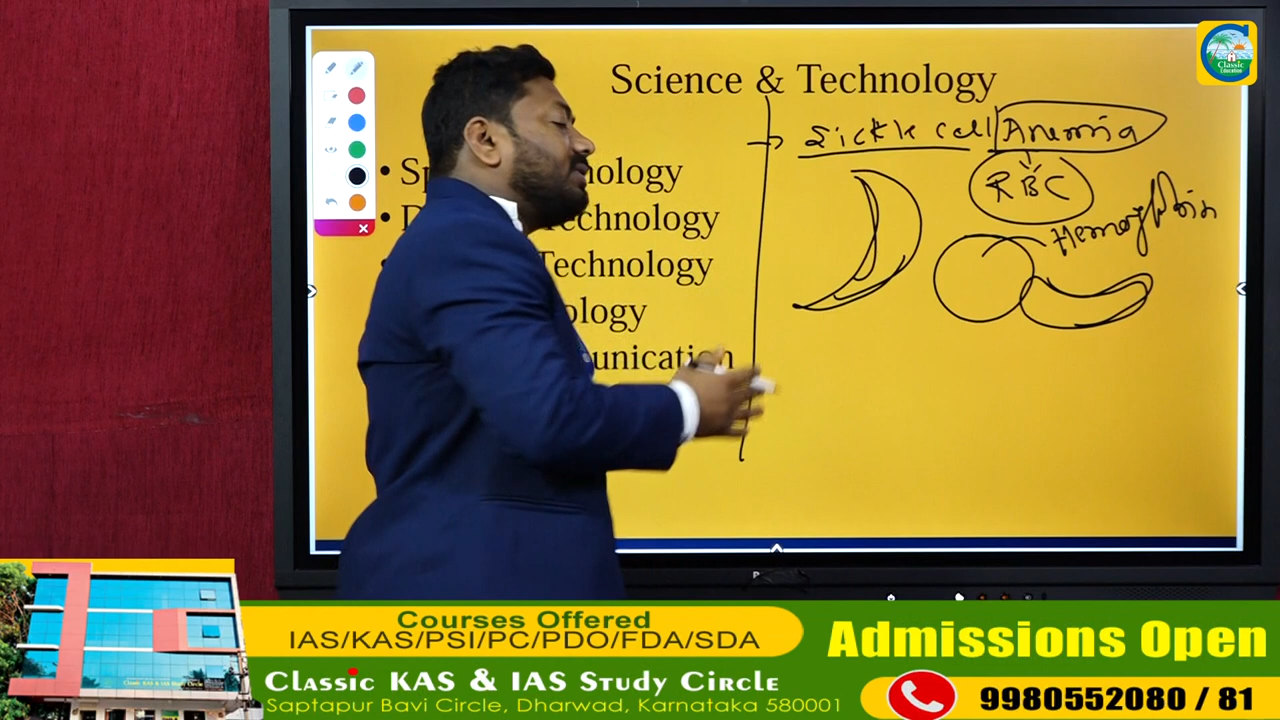 Classic
Education
Science & Technology
Sickle cell Anemia
RBC
Hemoglobin
nology
Technology
Technology
ology
unication
Courses Offered
IAS/KAS/PSI/PC/PDO/FDA/SDA
Classic KAS & IAS Study Circle
Saptapur Bavi Circle, Dharwad, Karnataka 580001
Admissions Open
9980552080 / 81